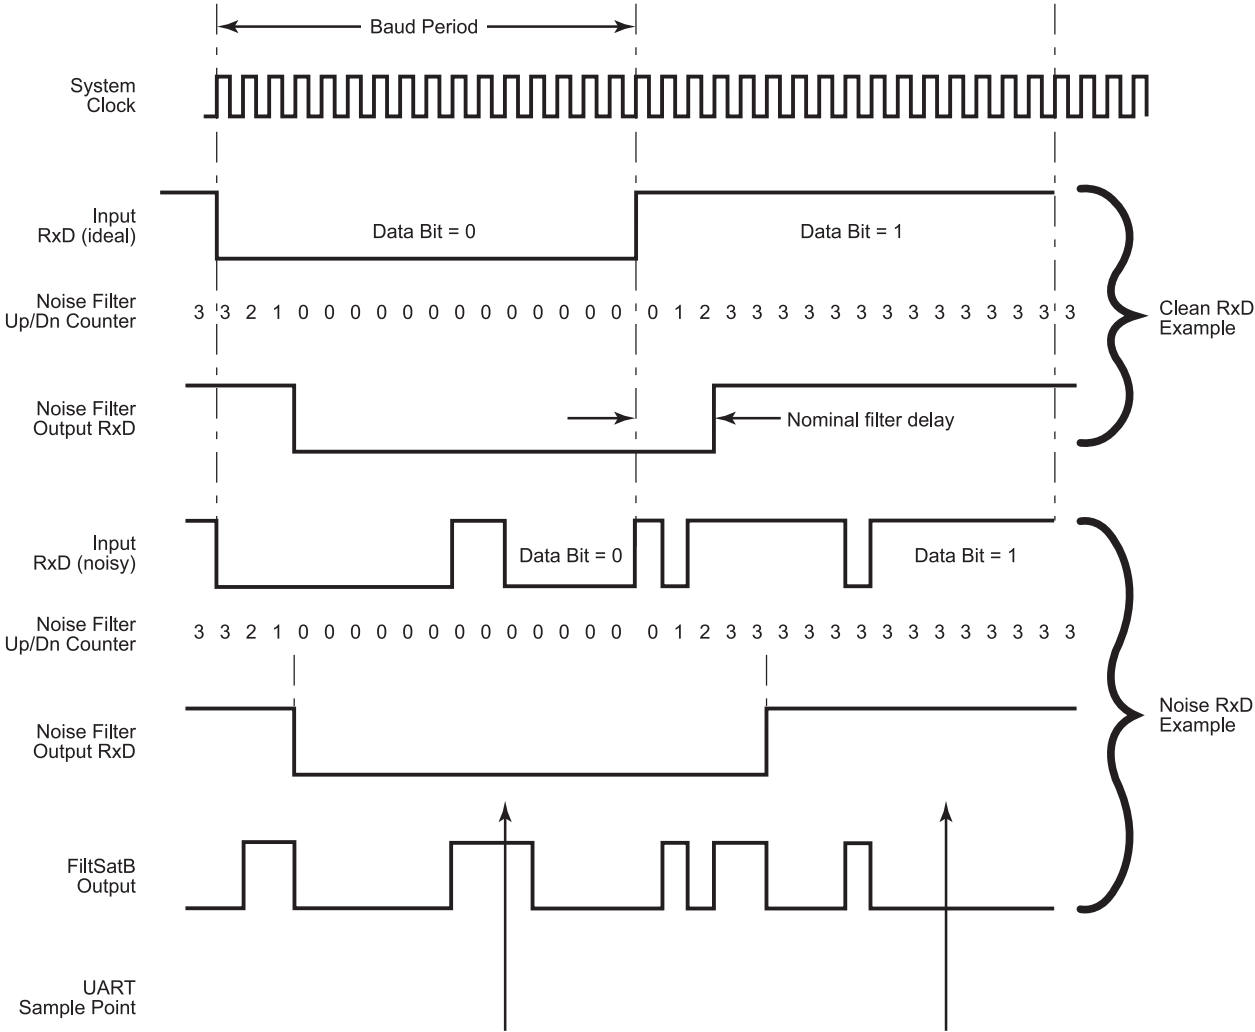 Baud Period
System
Clock
Input
RxD (ideal)
Data Bit = 0
Data Bit = 1
Noise Filter
Up/Dn Counter
3 3 2 1 0 0 0 0 0 0 0 0 0 0 0 0 0 0 1 2 3 3 3 3 3 3 3 3 3 3 3 3 3 3
Clean RxD
Example
Noise Filter
Output RxD
Nominal filter delay
Input
RxD (noisy)
Data Bit = 0
Data Bit = 1
Noise Filter
Up/Dn Counter
3 3 2 1 0 0 0 0 0 0 0 0 0 0 0 0 0 0 1 2 3 3 3 3 3 3 3 3 3 3 3 3 3 3
Noise Filter
Output RxD
Noise RxD
Example
FiltSatB
Output
UART
Sample Point